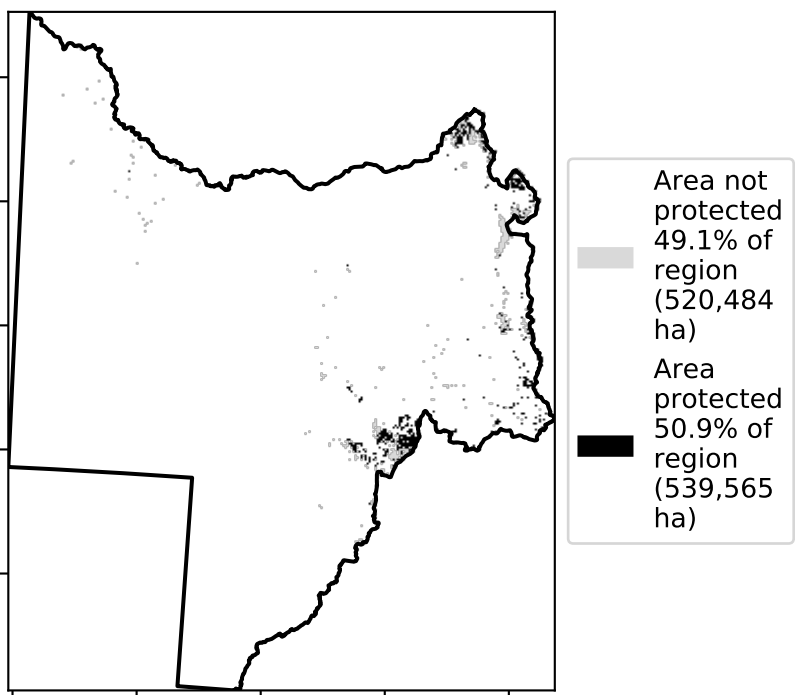 Area not
protected
49.1% of
region
(520,484
ha)
Area
protected
50.9% of
region
(539,565
ha)